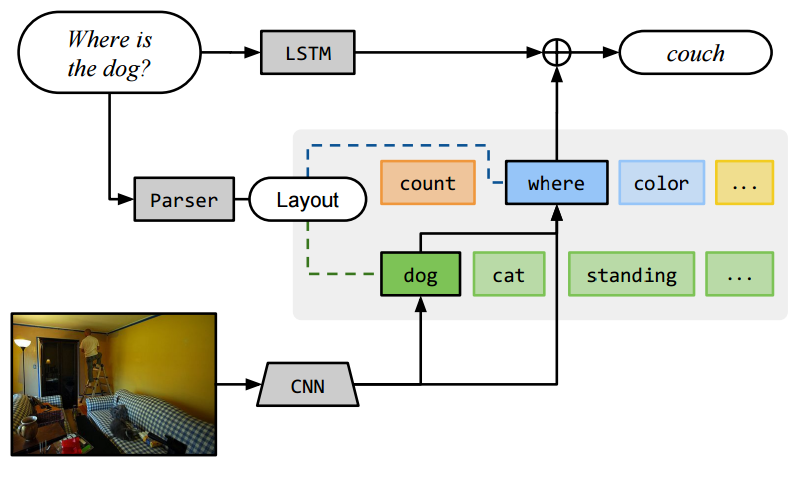 Where is
the dog?
LSTM
couch
count
where
color
...
Parser
Layout
dog
cat
standing
...
CNN